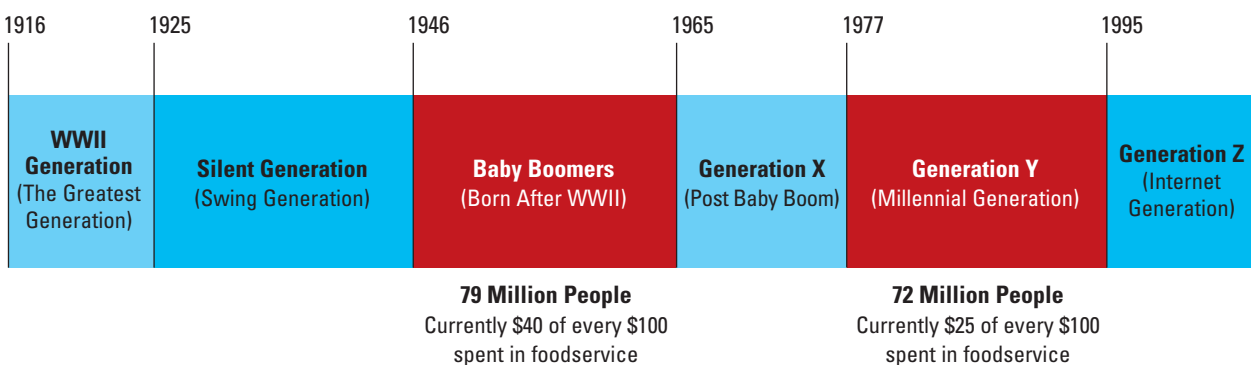 1916 1925 1946 1965 1977 1995
WWII
Generation
(The Greatest
Generation)
Silent Generation
(Swing Generation)
Baby Boomers
(Born After WWII)
Generation X
(Post Baby Boom)
Generation Y
(Millennial Generation)
Generation Z
(Internet
Generation)
79 Million People
Currently $40 of every $100
spent in foodservice
72 Million People
Currently $25 of every $100
spent in foodservice